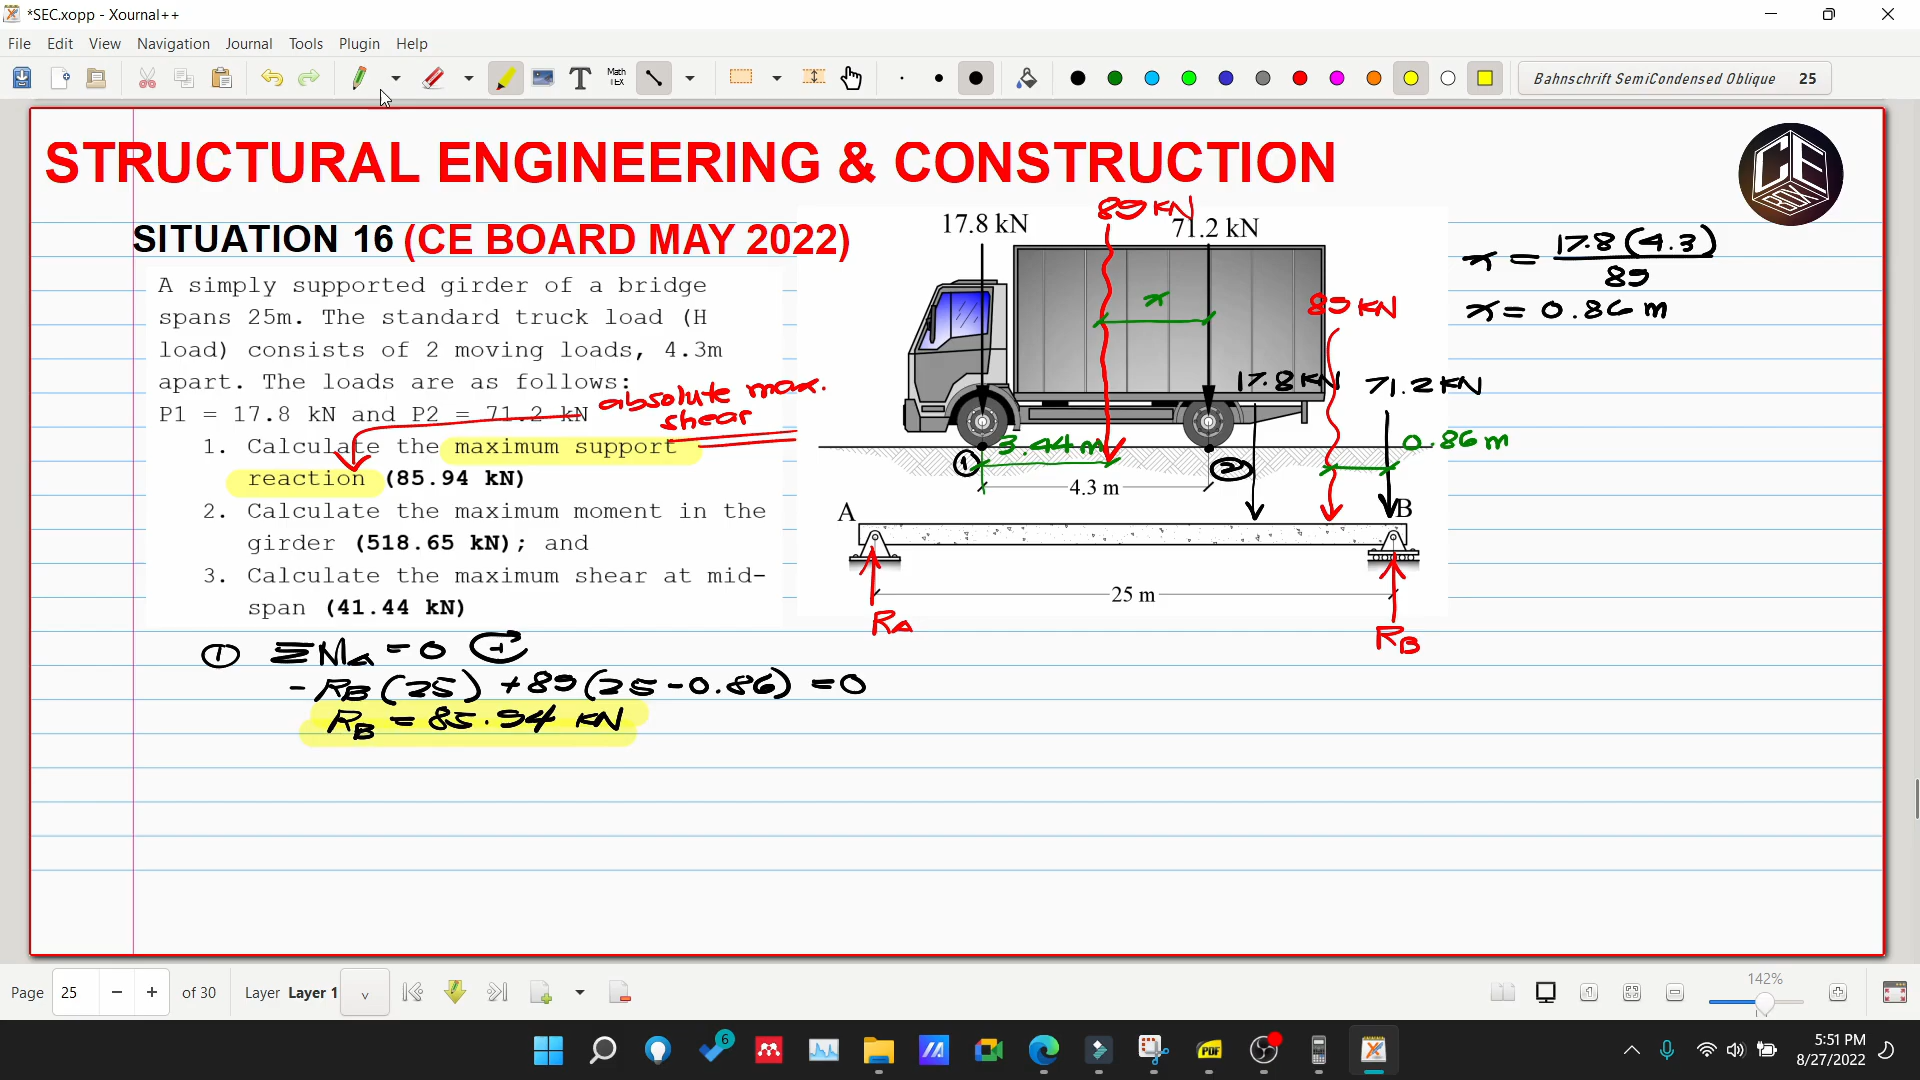 *SEC.xopp - Xournal++
File Edit View Navigation Journal Tools Plugin Help
Math TEX
Bahnschrift SemiCondensed Oblique 25
STRUCTURAL ENGINEERING & CONSTRUCTION
CE BOY
SITUATION 16 (CE BOARD MAY 2022)
A simply supported girder of a bridge
spans 25m. The standard truck load (H
load) consists of 2 moving loads, 4.3m
apart. The loads are as follows:
P1 = 17.8 kN and P2 = 71.2 kN
absolute max.
shear
1. Calculate the maximum support
reaction (85.94 kN)
2. Calculate the maximum moment in the
girder (518.65 kN); and
3. Calculate the maximum shear at mid-
span (41.44 kN)
17.8 kN
89 KN
71.2 kN
x
89 KN
17.8 KN
71.2 KN
0.86 m
3.44 m
1
2
4.3 m
A
B
25 m
RA
RB
x = 17.8 (4.3)
89
x = 0.86 m
① ΣMA = 0 +
- RB (25) + 89 (25 - 0.86) = 0
RB = 85.94 KN
Page 25 of 30 Layer Layer 1
142%
6
PDF
5:51 PM
8/27/2022